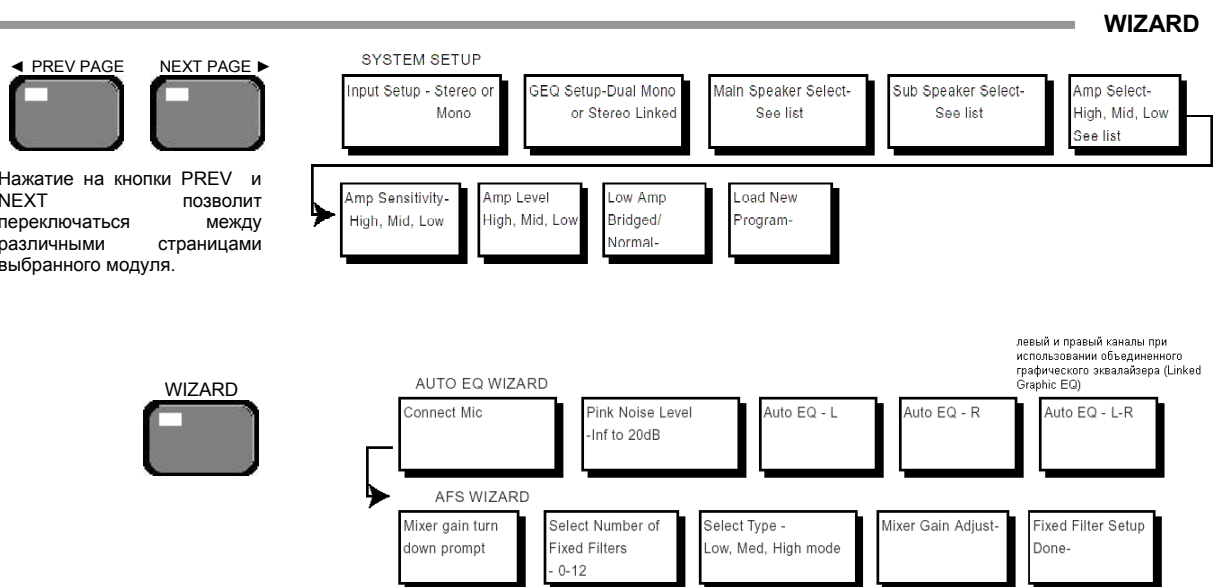 WIZARD
◄ PREV PAGE
NEXT PAGE ►
Нажатие на кнопки PREV и
NEXT позволит
переключаться между
различными страницами
выбранного модуля.
SYSTEM SETUP
Input Setup - Stereo or
Mono
GEQ Setup-Dual Mono
or Stereo Linked
Main Speaker Select-
See list
Sub Speaker Select-
See list
Amp Select-
High, Mid, Low
See list
Amp Sensitivity-
High, Mid, Low
Amp Level
High, Mid, Low
Low Amp
Bridged/
Normal-
Load New
Program-
WIZARD
левый и правый каналы при
использовании объединенного
графического эквалайзера (Linked
Graphic EQ)
AUTO EQ WIZARD
Connect Mic
Pink Noise Level
-Inf to 20dB
Auto EQ - L
Auto EQ - R
Auto EQ - L-R
AFS WIZARD
Mixer gain turn
down prompt
Select Number of
Fixed Filters
- 0-12
Select Type -
Low, Med, High mode
Mixer Gain Adjust-
Fixed Filter Setup
Done-